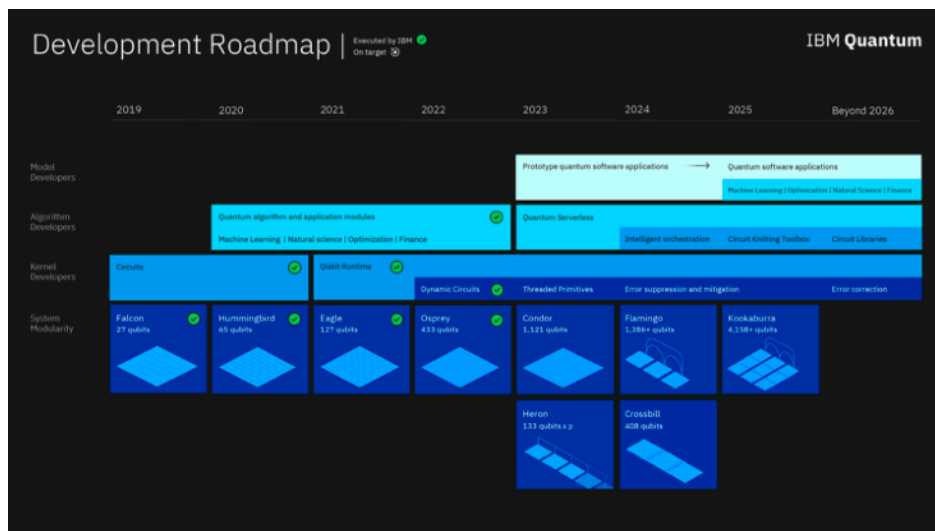 Development Roadmap |
Executed by IBM
On target
IBM Quantum
2019
2020
2021
2022
2023
2024
2025
Beyond 2026
Model
Developers
Prototype quantum software applications
Quantum software applications
Machine Learning | Optimization | Natural Science | Finance
Algorithm
Developers
Quantum algorithm and application modules
Machine Learning | Natural science | Optimization | Finance
Quantum Serverless
Intelligent orchestration
Circuit Knitting Toolbox
Circuit Libraries
Kernel
Developers
Circuits
Qiskit Runtime
Dynamic Circuits
Threaded Primitives
Error suppression and mitigation
Error correction
System
Modularity
Falcon
27 qubits
Hummingbird
65 qubits
Eagle
127 qubits
Osprey
433 qubits
Condor
1,121 qubits
Flamingo
1,386+ qubits
Kookaburra
4,158+ qubits
Heron
133 qubits x p
Crossbill
408 qubits